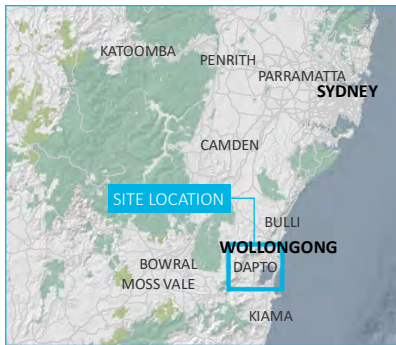 KATOOMBA
PENRITH
PARRAMATTA
SYDNEY
CAMDEN
SITE LOCATION
BULLI
WOLLONGONG
BOWRAL
DAPTO
MOSS VALE
KIAMA